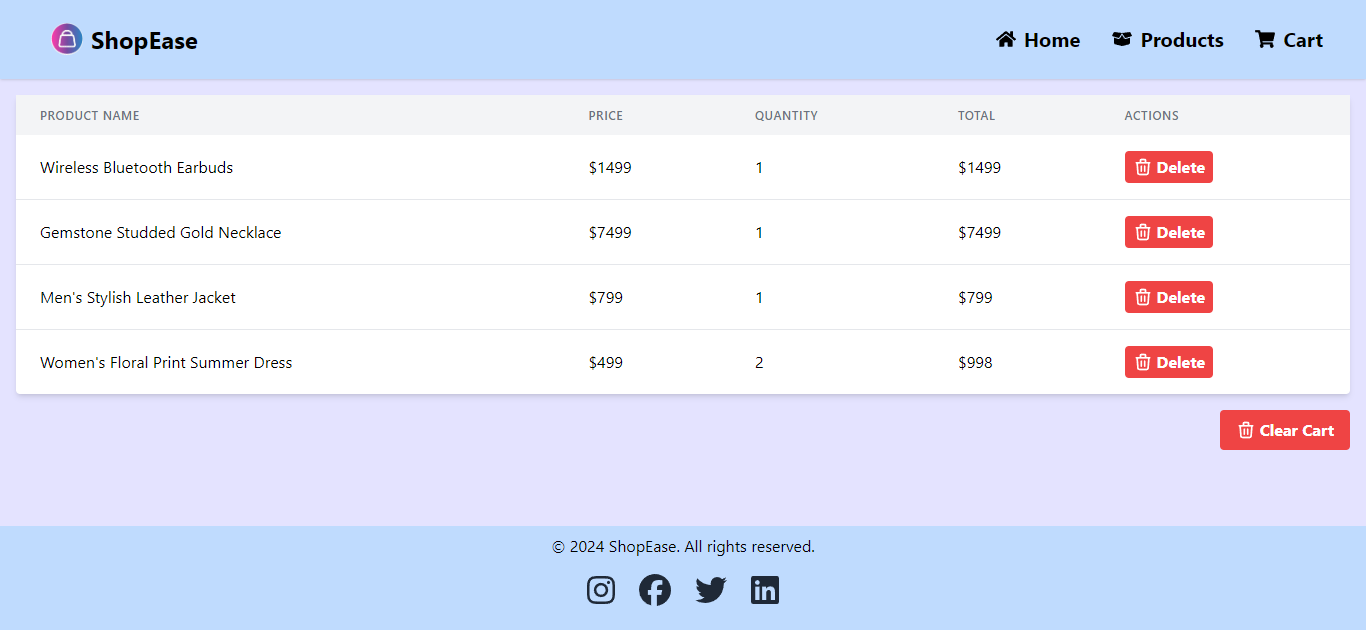 ShopEase Home Products Cart
PRODUCT NAME PRICE QUANTITY TOTAL ACTIONS
Wireless Bluetooth Earbuds $1499 1 $1499 Delete
Gemstone Studded Gold Necklace $7499 1 $7499 Delete
Men's Stylish Leather Jacket $799 1 $799 Delete
Women's Floral Print Summer Dress $499 2 $998 Delete
Clear Cart
© 2024 ShopEase. All rights reserved.